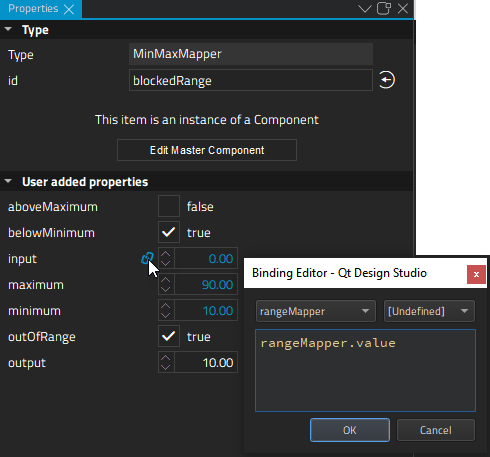 Properties
Type
Type MinMaxMapper
id blockedRange
This item is an instance of a Component
Edit Master Component
User added properties
aboveMaximum false
belowMinimum true
input 0.00
maximum 90.00
minimum 10.00
outOfRange true
output 10.00
Binding Editor - Qt Design Studio
x
rangeMapper [Undefined]
rangeMapper.value
OK Cancel